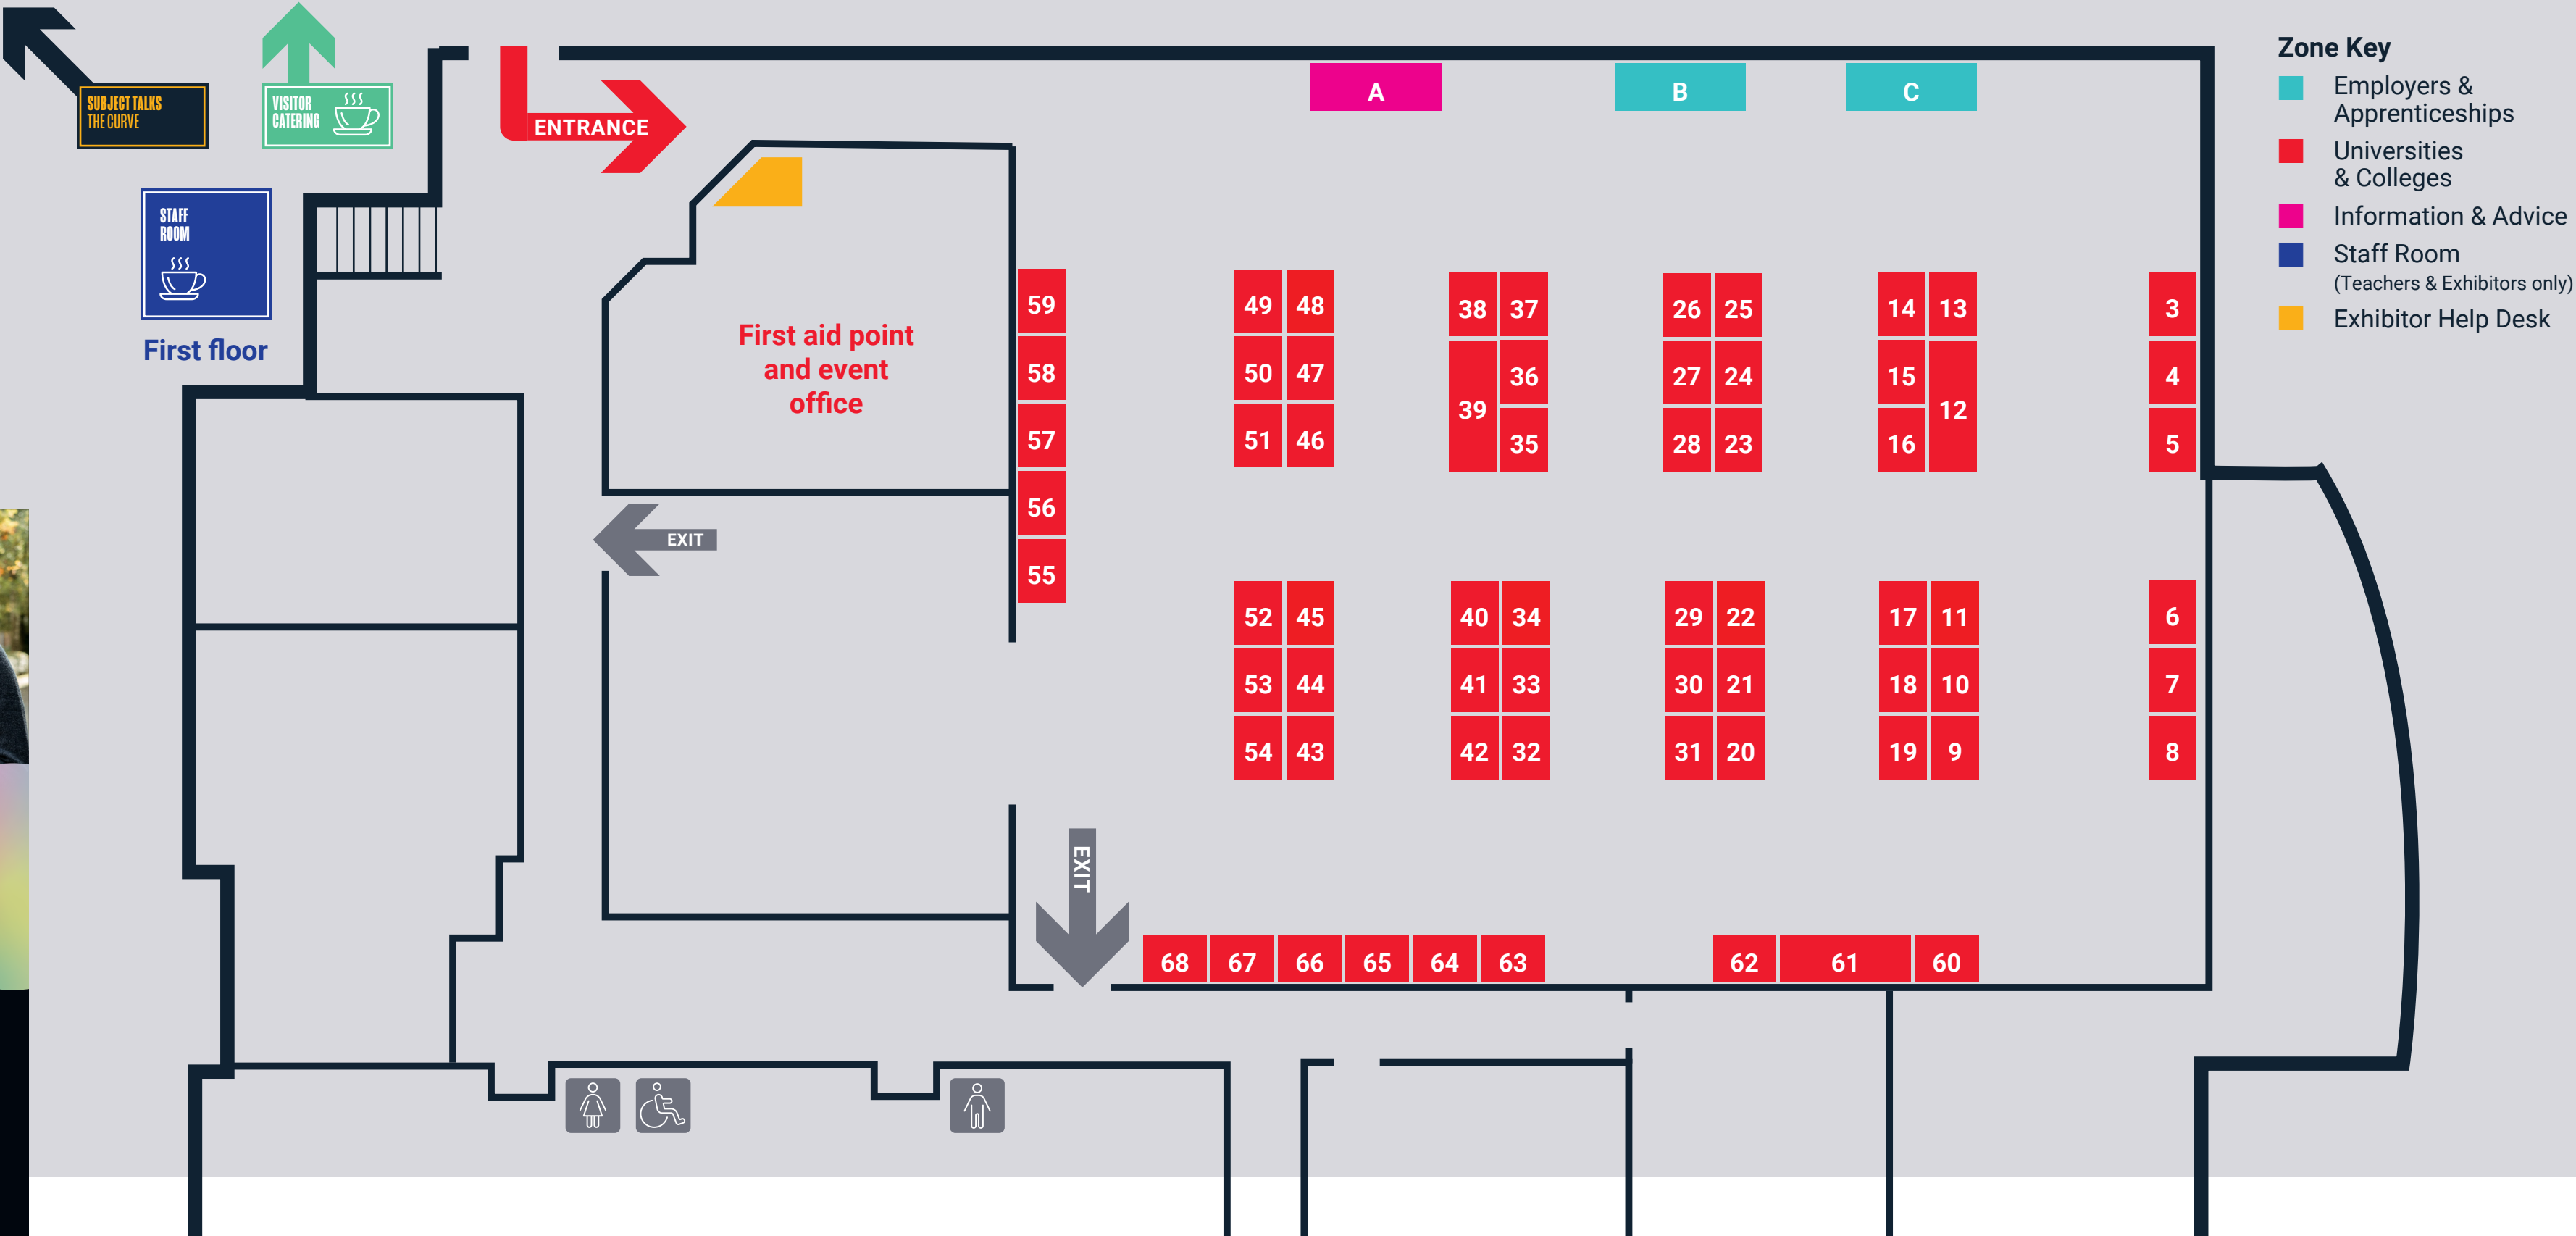 SUBJECT TALKS
THE CURVE
VISITOR
CATERING
ENTRANCE
A
B
C
Zone Key
Employers &
Apprenticeships
Universities
& Colleges
Information & Advice
Staff Room
(Teachers & Exhibitors only)
Exhibitor Help Desk
STAFF
ROOM
First floor
First aid point
and event
office
EXIT
59
58
57
56
55
49 48
50 47
51 46
38 37
36
39
35
26 25
27 24
28 23
14 13
15
12
16
3
4
5
52 45
53 44
54 43
40 34
41 33
42 32
29 22
30 21
31 20
17 11
18 10
19 9
6
7
8
EXIT
68 67 66 65 64 63
62 61 60